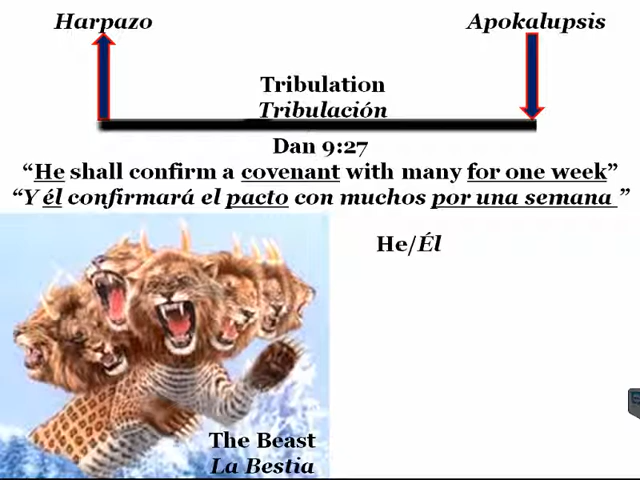 Harpazo Apokalupsis
Tribulation
Tribulación
Dan 9:27
“He shall confirm a covenant with many for one week”
“Y él confirmará el pacto con muchos por una semana ”
He/Él
The Beast
La Bestia